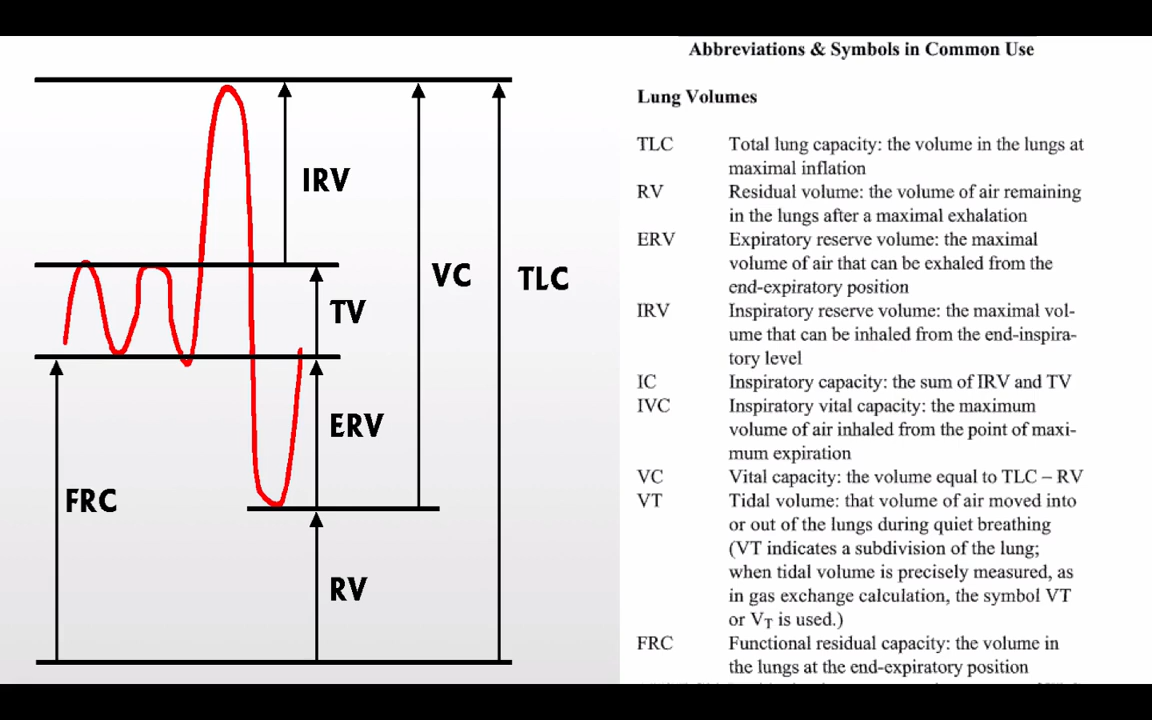 IRV
VC
TLC
TV
ERV
FRC
RV
Abbreviations & Symbols in Common Use
Lung Volumes
TLC Total lung capacity: the volume in the lungs at
maximal inflation
RV Residual volume: the volume of air remaining
in the lungs after a maximal exhalation
ERV Expiratory reserve volume: the maximal
volume of air that can be exhaled from the
end-expiratory position
IRV Inspiratory reserve volume: the maximal vol-
ume that can be inhaled from the end-inspira-
tory level
IC Inspiratory capacity: the sum of IRV and TV
IVC Inspiratory vital capacity: the maximum
volume of air inhaled from the point of maxi-
mum expiration
VC Vital capacity: the volume equal to TLC – RV
VT Tidal volume: that volume of air moved into
or out of the lungs during quiet breathing
(VT indicates a subdivision of the lung;
when tidal volume is precisely measured, as
in gas exchange calculation, the symbol VT
or VT is used.)
FRC Functional residual capacity: the volume in
the lungs at the end-expiratory position